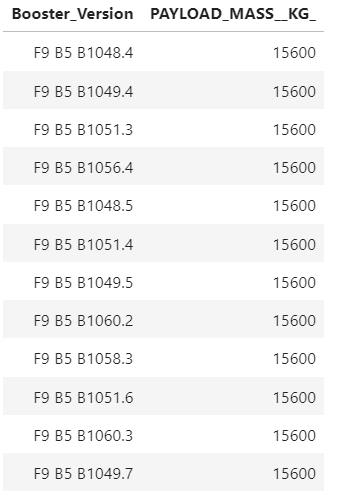 Booster_Version PAYLOAD_MASS__KG_
F9 B5 B1048.4 15600
F9 B5 B1049.4 15600
F9 B5 B1051.3 15600
F9 B5 B1056.4 15600
F9 B5 B1048.5 15600
F9 B5 B1051.4 15600
F9 B5 B1049.5 15600
F9 B5 B1060.2 15600
F9 B5 B1058.3 15600
F9 B5 B1051.6 15600
F9 B5 B1060.3 15600
F9 B5 B1049.7 15600